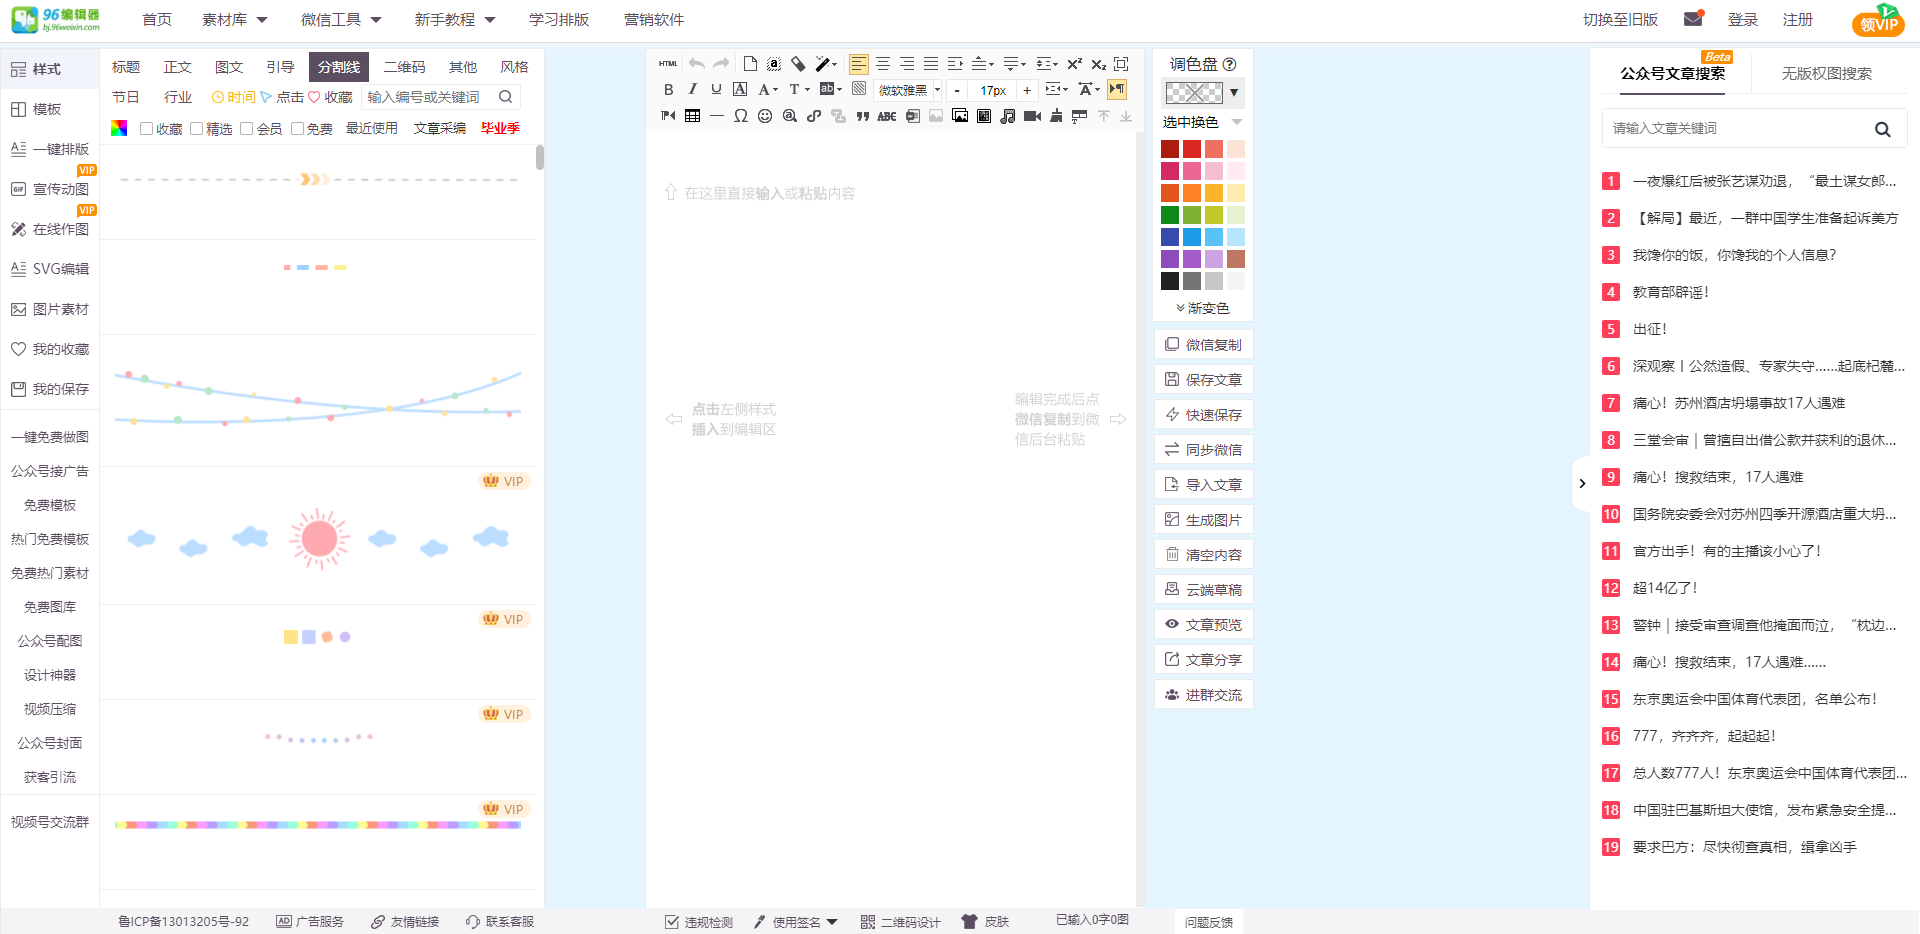 96编辑器
bj.96weixin.com
首页 素材库 微信工具 新手教程 学习排版 营销软件
切换至旧版 登录 注册 领VIP
样式
模板
一键排版
VIP
宣传动图
VIP
在线作图
SVG编辑
图片素材
我的收藏
我的保存
一键免费做图
公众号接广告
免费模板
热门免费模板
免费热门素材
免费图库
公众号配图
设计神器
视频压缩
公众号封面
获客引流
视频号交流群
标题 正文 图文 引导 分割线 二维码 其他 风格
节日 行业 时间 点击 收藏 输入编号或关键词
收藏 精选 会员 免费 最近使用 文章采编 毕业季
VIP
VIP
VIP
VIP
HTML
B I U A A T ab 微软雅黑 - 17px +
ABC
在这里直接输入或粘贴内容
点击左侧样式
插入到编辑区
编辑完成后点
微信复制到微
信后台粘贴
调色盘
选中换色
渐变色
微信复制
保存文章
快速保存
同步微信
导入文章
生成图片
清空内容
云端草稿
文章预览
文章分享
进群交流
Beta
公众号文章搜索 无版权图搜索
请输入文章关键词
1 一夜爆红后被张艺谋劝退，“最土谋女郎...
2 【解局】最近，一群中国学生准备起诉美方
3 我馋你的饭，你馋我的个人信息？
4 教育部辟谣！
5 出征！
6 深观察丨公然造假、专家失守……起底杞麓...
7 痛心！苏州酒店坍塌事故17人遇难
8 三堂会审｜曾擅自出借公款并获利的退休...
9 痛心！搜救结束，17人遇难
10 国务院安委会对苏州四季开源酒店重大坍...
11 官方出手！有的主播该小心了！
12 超14亿了！
13 警钟｜接受审查调查他掩面而泣，“枕边...
14 痛心！搜救结束，17人遇难……
15 东京奥运会中国体育代表团，名单公布！
16 777，齐齐齐，起起起！
17 总人数777人！东京奥运会中国体育代表团...
18 中国驻巴基斯坦大使馆，发布紧急安全提...
19 要求巴方：尽快彻查真相，缉拿凶手
鲁ICP备13013205号-92 AD 广告服务 友情链接 联系客服
违规检测 使用签名 二维码设计 皮肤 已输入0字0图 问题反馈